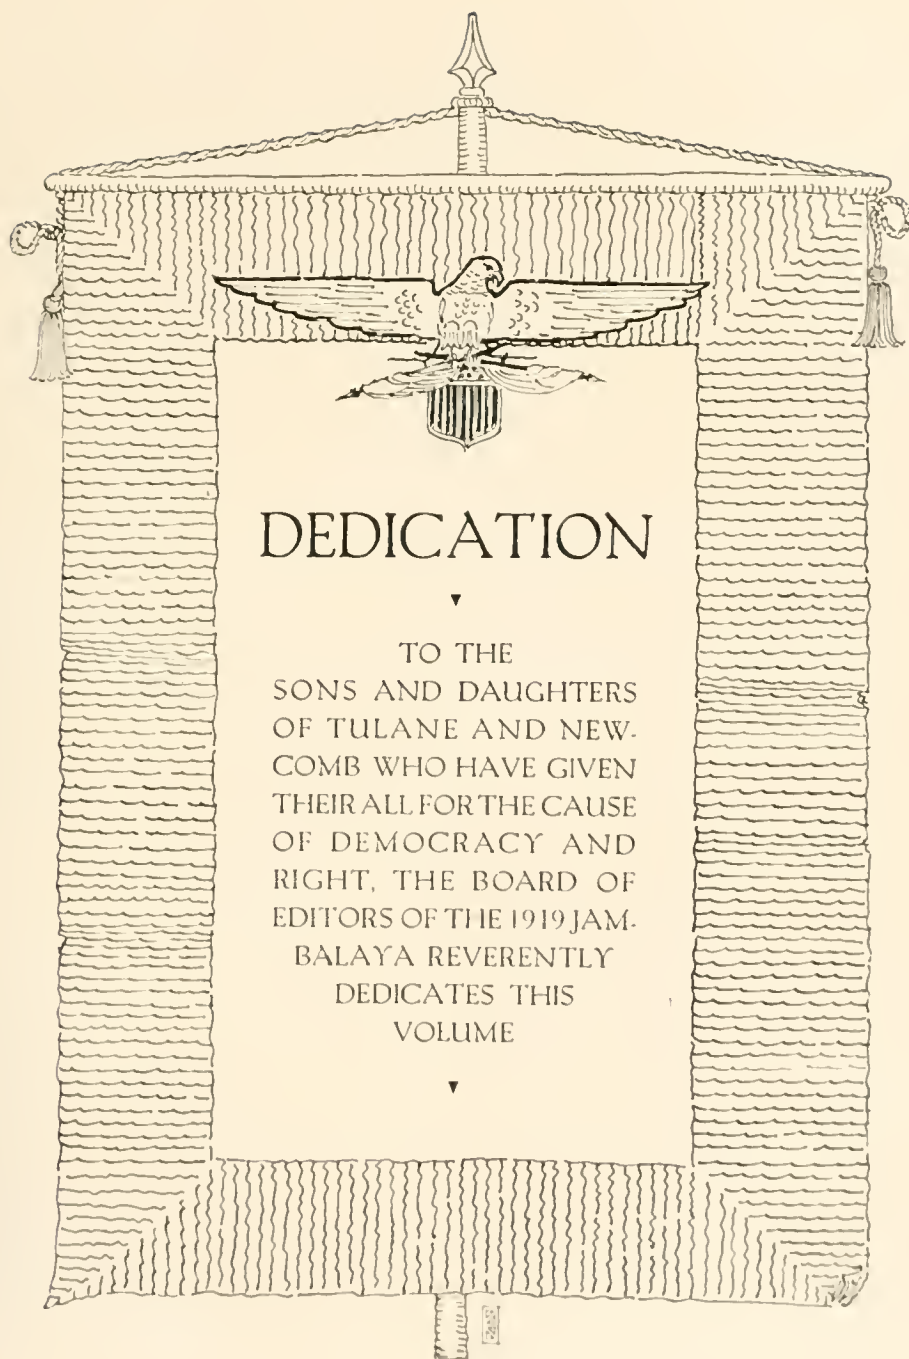 DEDICATION
TO THE
SONS AND DAUGHTERS
OF TULANE AND NEW-
COMB WHO HAVE GIVEN
THEIR ALL FOR THE CAUSE
OF DEMOCRACY AND
RIGHT, THE BOARD OF
EDITORS OF THE 1919 JAM-
BALAYA REVERENTLY
DEDICATES THIS
VOLUME